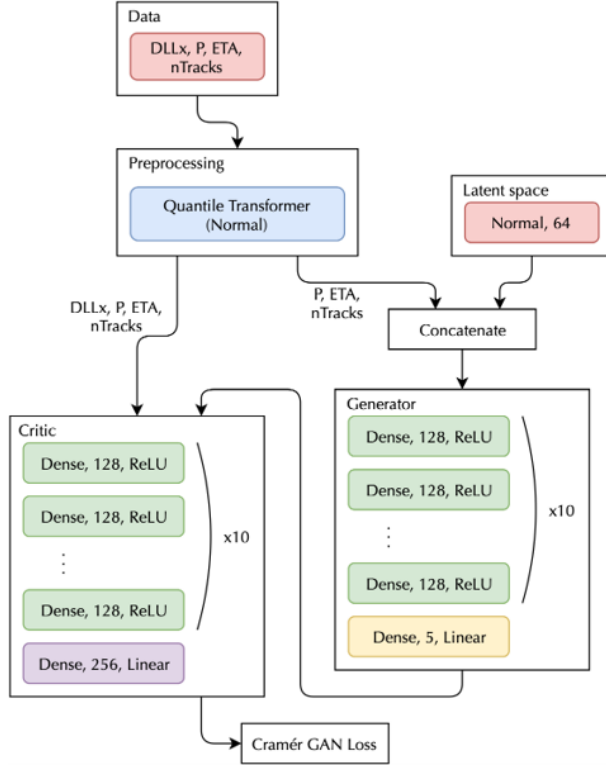 Data
DLLx, P, ETA,
nTracks
Preprocessing
Quantile Transformer
(Normal)
Latent space
Normal, 64
DLLx, P, ETA,
nTracks
P, ETA,
nTracks
Concatenate
Critic
Dense, 128, ReLU
Dense, 128, ReLU
⋮
Dense, 128, ReLU
x10
Dense, 256, Linear
Generator
Dense, 128, ReLU
Dense, 128, ReLU
⋮
Dense, 128, ReLU
x10
Dense, 5, Linear
Cramér GAN Loss